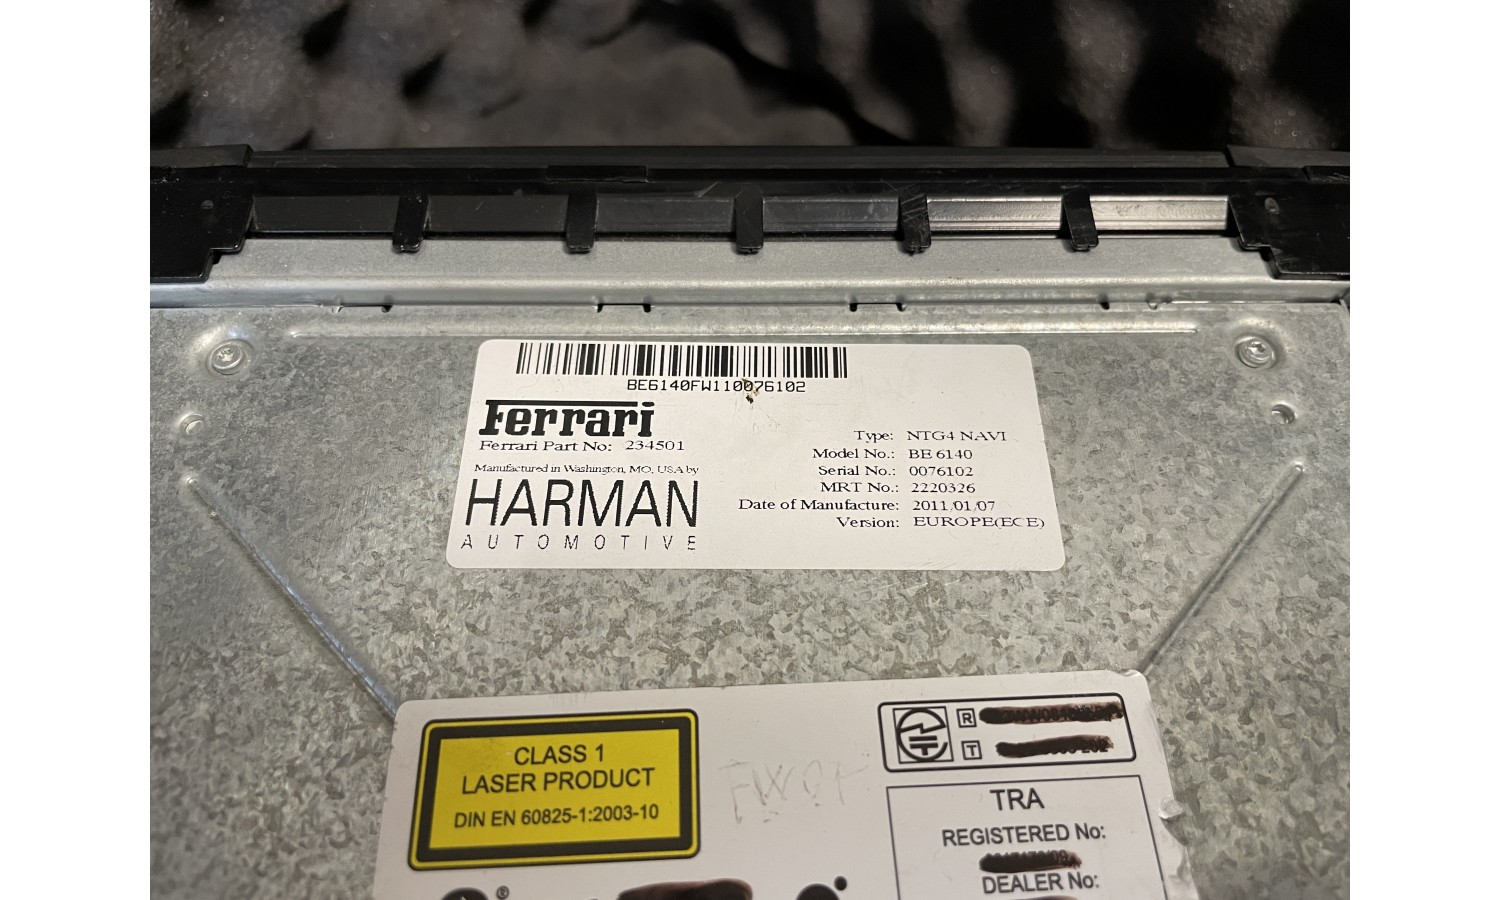 BE6140FW110076102
Ferrari
Ferrari Part No: 234501
Manufactured in Washington, MO, USA by
HARMAN
AUTOMOTIVE
Type: NTG4 NAVI
Model No.: BE 6140
Serial No.: 0076102
MRT No.: 2220326
Date of Manufacture: 2011/01/07
Version: EUROPE(ECE)
CLASS 1
LASER PRODUCT
DIN EN 60825-1:2003-10
R
T
TRA
REGISTERED No:
DEALER No:
®